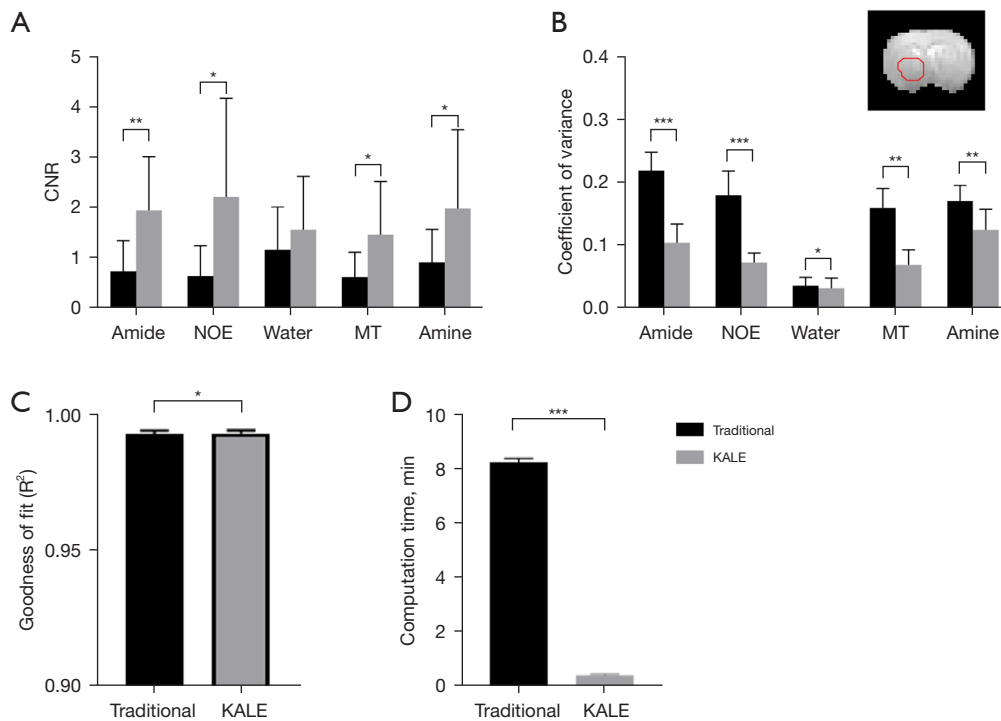 A
CNR
5
4
3
2
1
0
**
*
*
*
Amide NOE Water MT Amine
B
Coefficient of variance
0.4
0.3
0.2
0.1
0.0
***
***
*
**
**
Amide NOE Water MT Amine
C
Goodness of fit (R²)
1.00
0.95
0.90
*
Traditional KALE
D
Computation time, min
10
8
6
4
2
0
***
Traditional KALE
Traditional
KALE